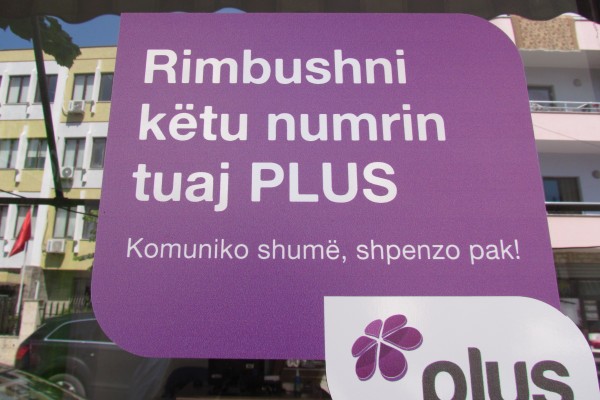 Rimbushni
këtu numrin
tuaj PLUS
Komuniko shumë, shpenzo pak!
plus